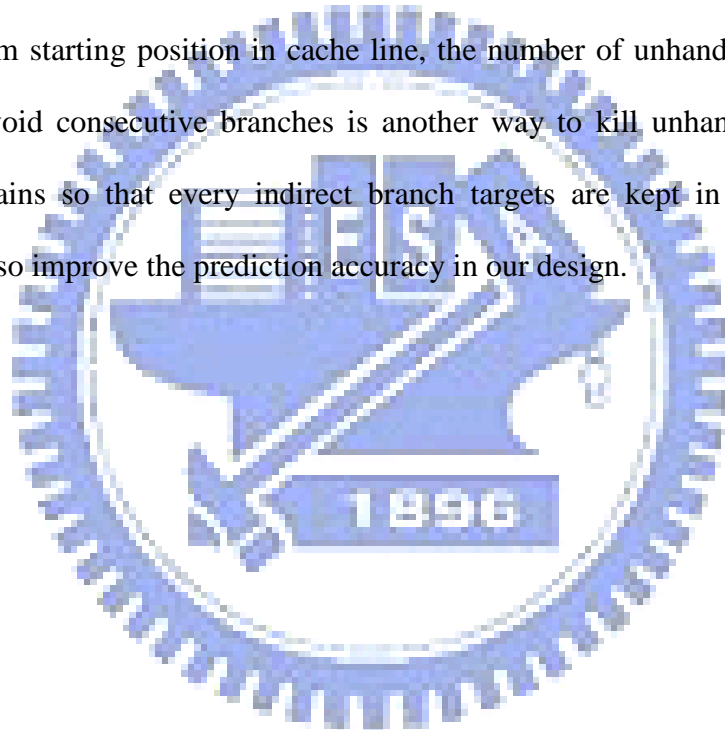 starting position in cache line, the number of unhand
void consecutive branches is another way to kill unhan
ains so that every indirect branch targets are kept in
E S A
so improve the prediction accuracy in our design.
1896